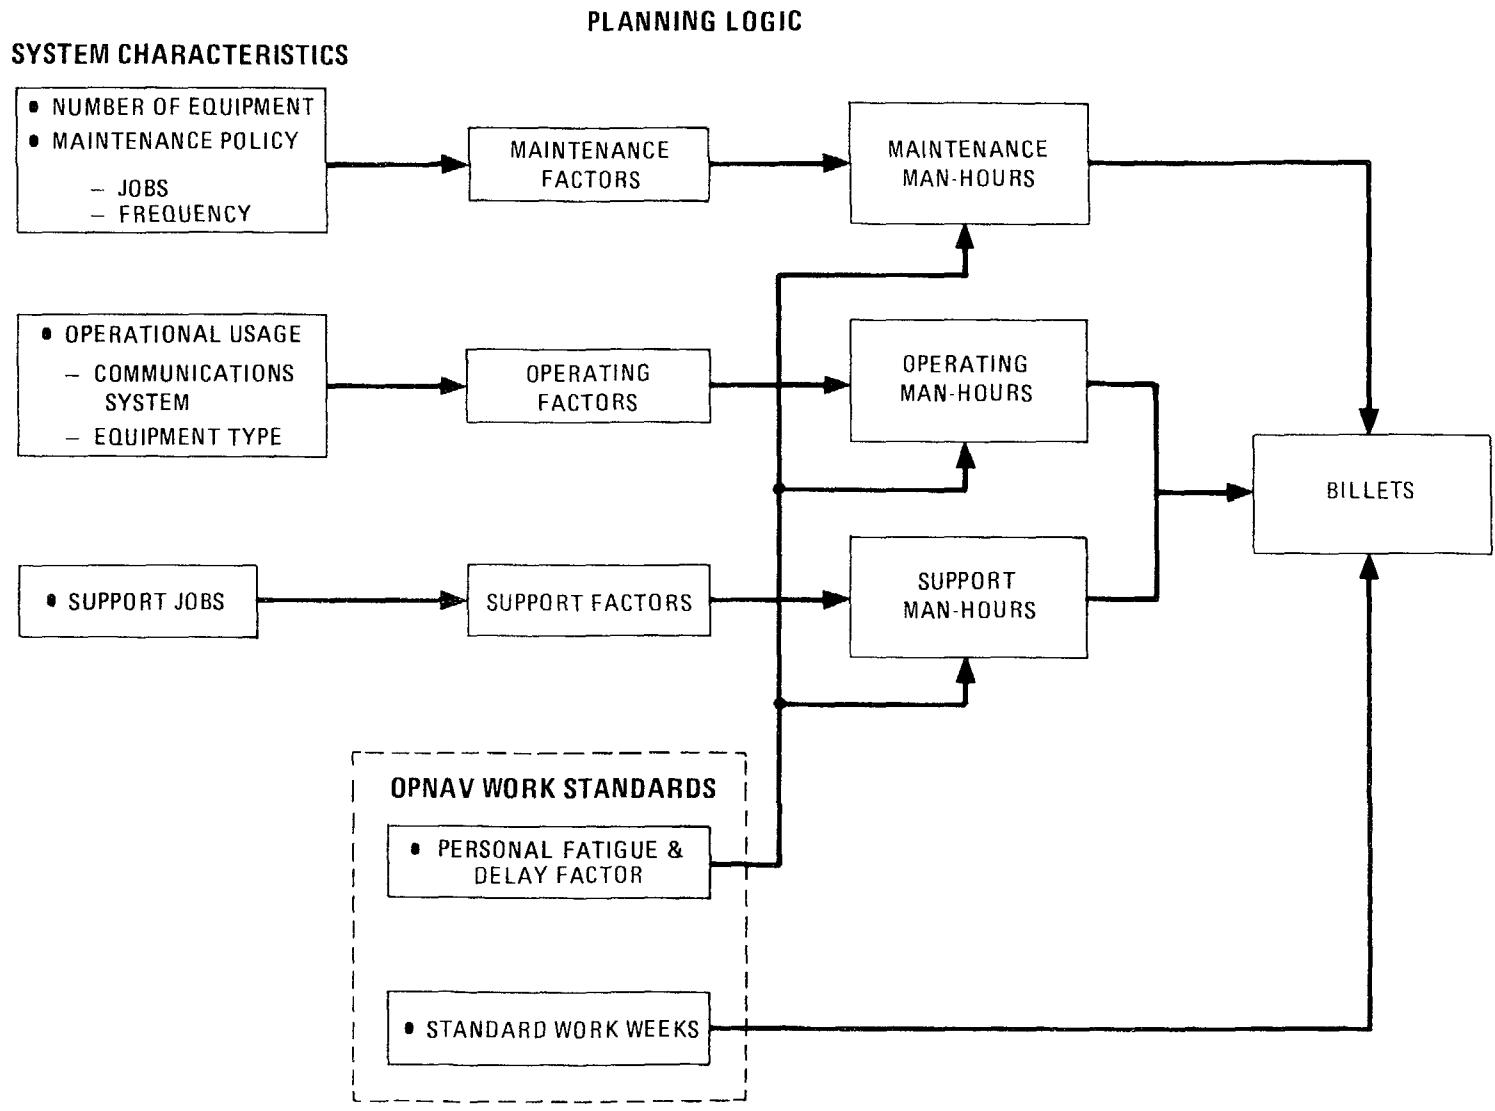 PLANNING LOGIC
SYSTEM CHARACTERISTICS
• NUMBER OF EQUIPMENT
• MAINTENANCE POLICY
– JOBS
– FREQUENCY
MAINTENANCE
FACTORS
MAINTENANCE
MAN-HOURS
• OPERATIONAL USAGE
– COMMUNICATIONS
SYSTEM
– EQUIPMENT TYPE
OPERATING
FACTORS
OPERATING
MAN-HOURS
BILLETS
• SUPPORT JOBS
SUPPORT FACTORS
SUPPORT
MAN-HOURS
OPNAV WORK STANDARDS
• PERSONAL FATIGUE &
DELAY FACTOR
• STANDARD WORK WEEKS